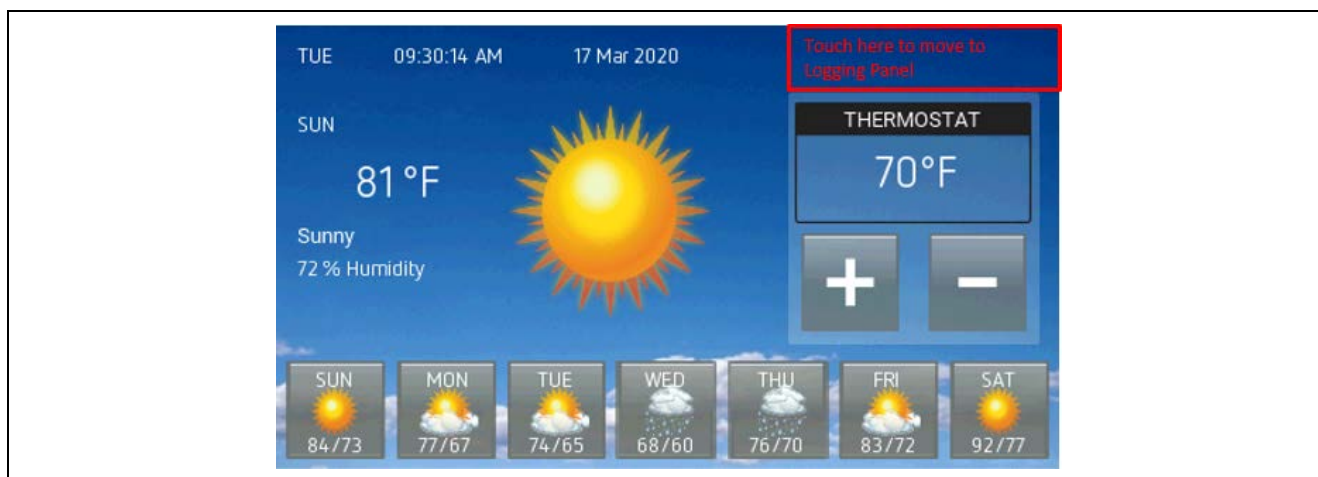 TUE 09:30:14 AM 17 Mar 2020
Touch here to move to
Logging Panel
SUN
81°F
Sunny
72 % Humidity
THERMOSTAT
70°F
+ −
SUN MON TUE WED THU FRI SAT
84/73 77/67 74/65 68/60 76/70 83/72 92/77